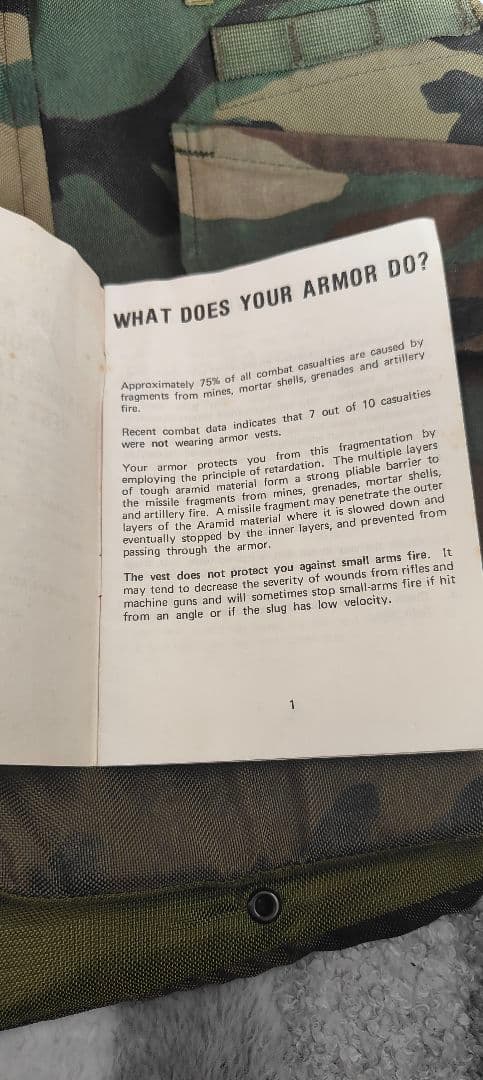 WHAT DOES YOUR ARMOR DO?
Approximately 75% of all combat casualties are caused by
fragments from mines, mortar shells, grenades and artillery
fire.
Recent combat data indicates that 7 out of 10 casualties
were not wearing armor vests.
Your armor protects you from this fragmentation by
employing the principle of retardation. The multiple layers
of tough aramid material form a strong pliable barrier to
the missile fragments from mines, grenades, mortar shells,
and artillery fire. A missile fragment may penetrate the outer
layers of the Aramid material where it is slowed down and
eventually stopped by the inner layers, and prevented from
passing through the armor.
The vest does not protect you against small arms fire. It
may tend to decrease the severity of wounds from rifles and
machine guns and will sometimes stop small-arms fire if hit
from an angle or if the slug has low velocity.
1